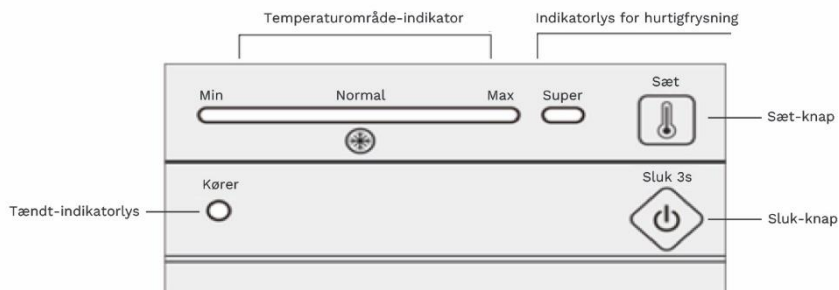 Temperaturområde-indikator
Indikatorlys for hurtigfrysning
Min
Normal
Max
Super
Sæt
Sæt-knap
Kører
Sluk 3s
Tændt-indikatorlys
Sluk-knap